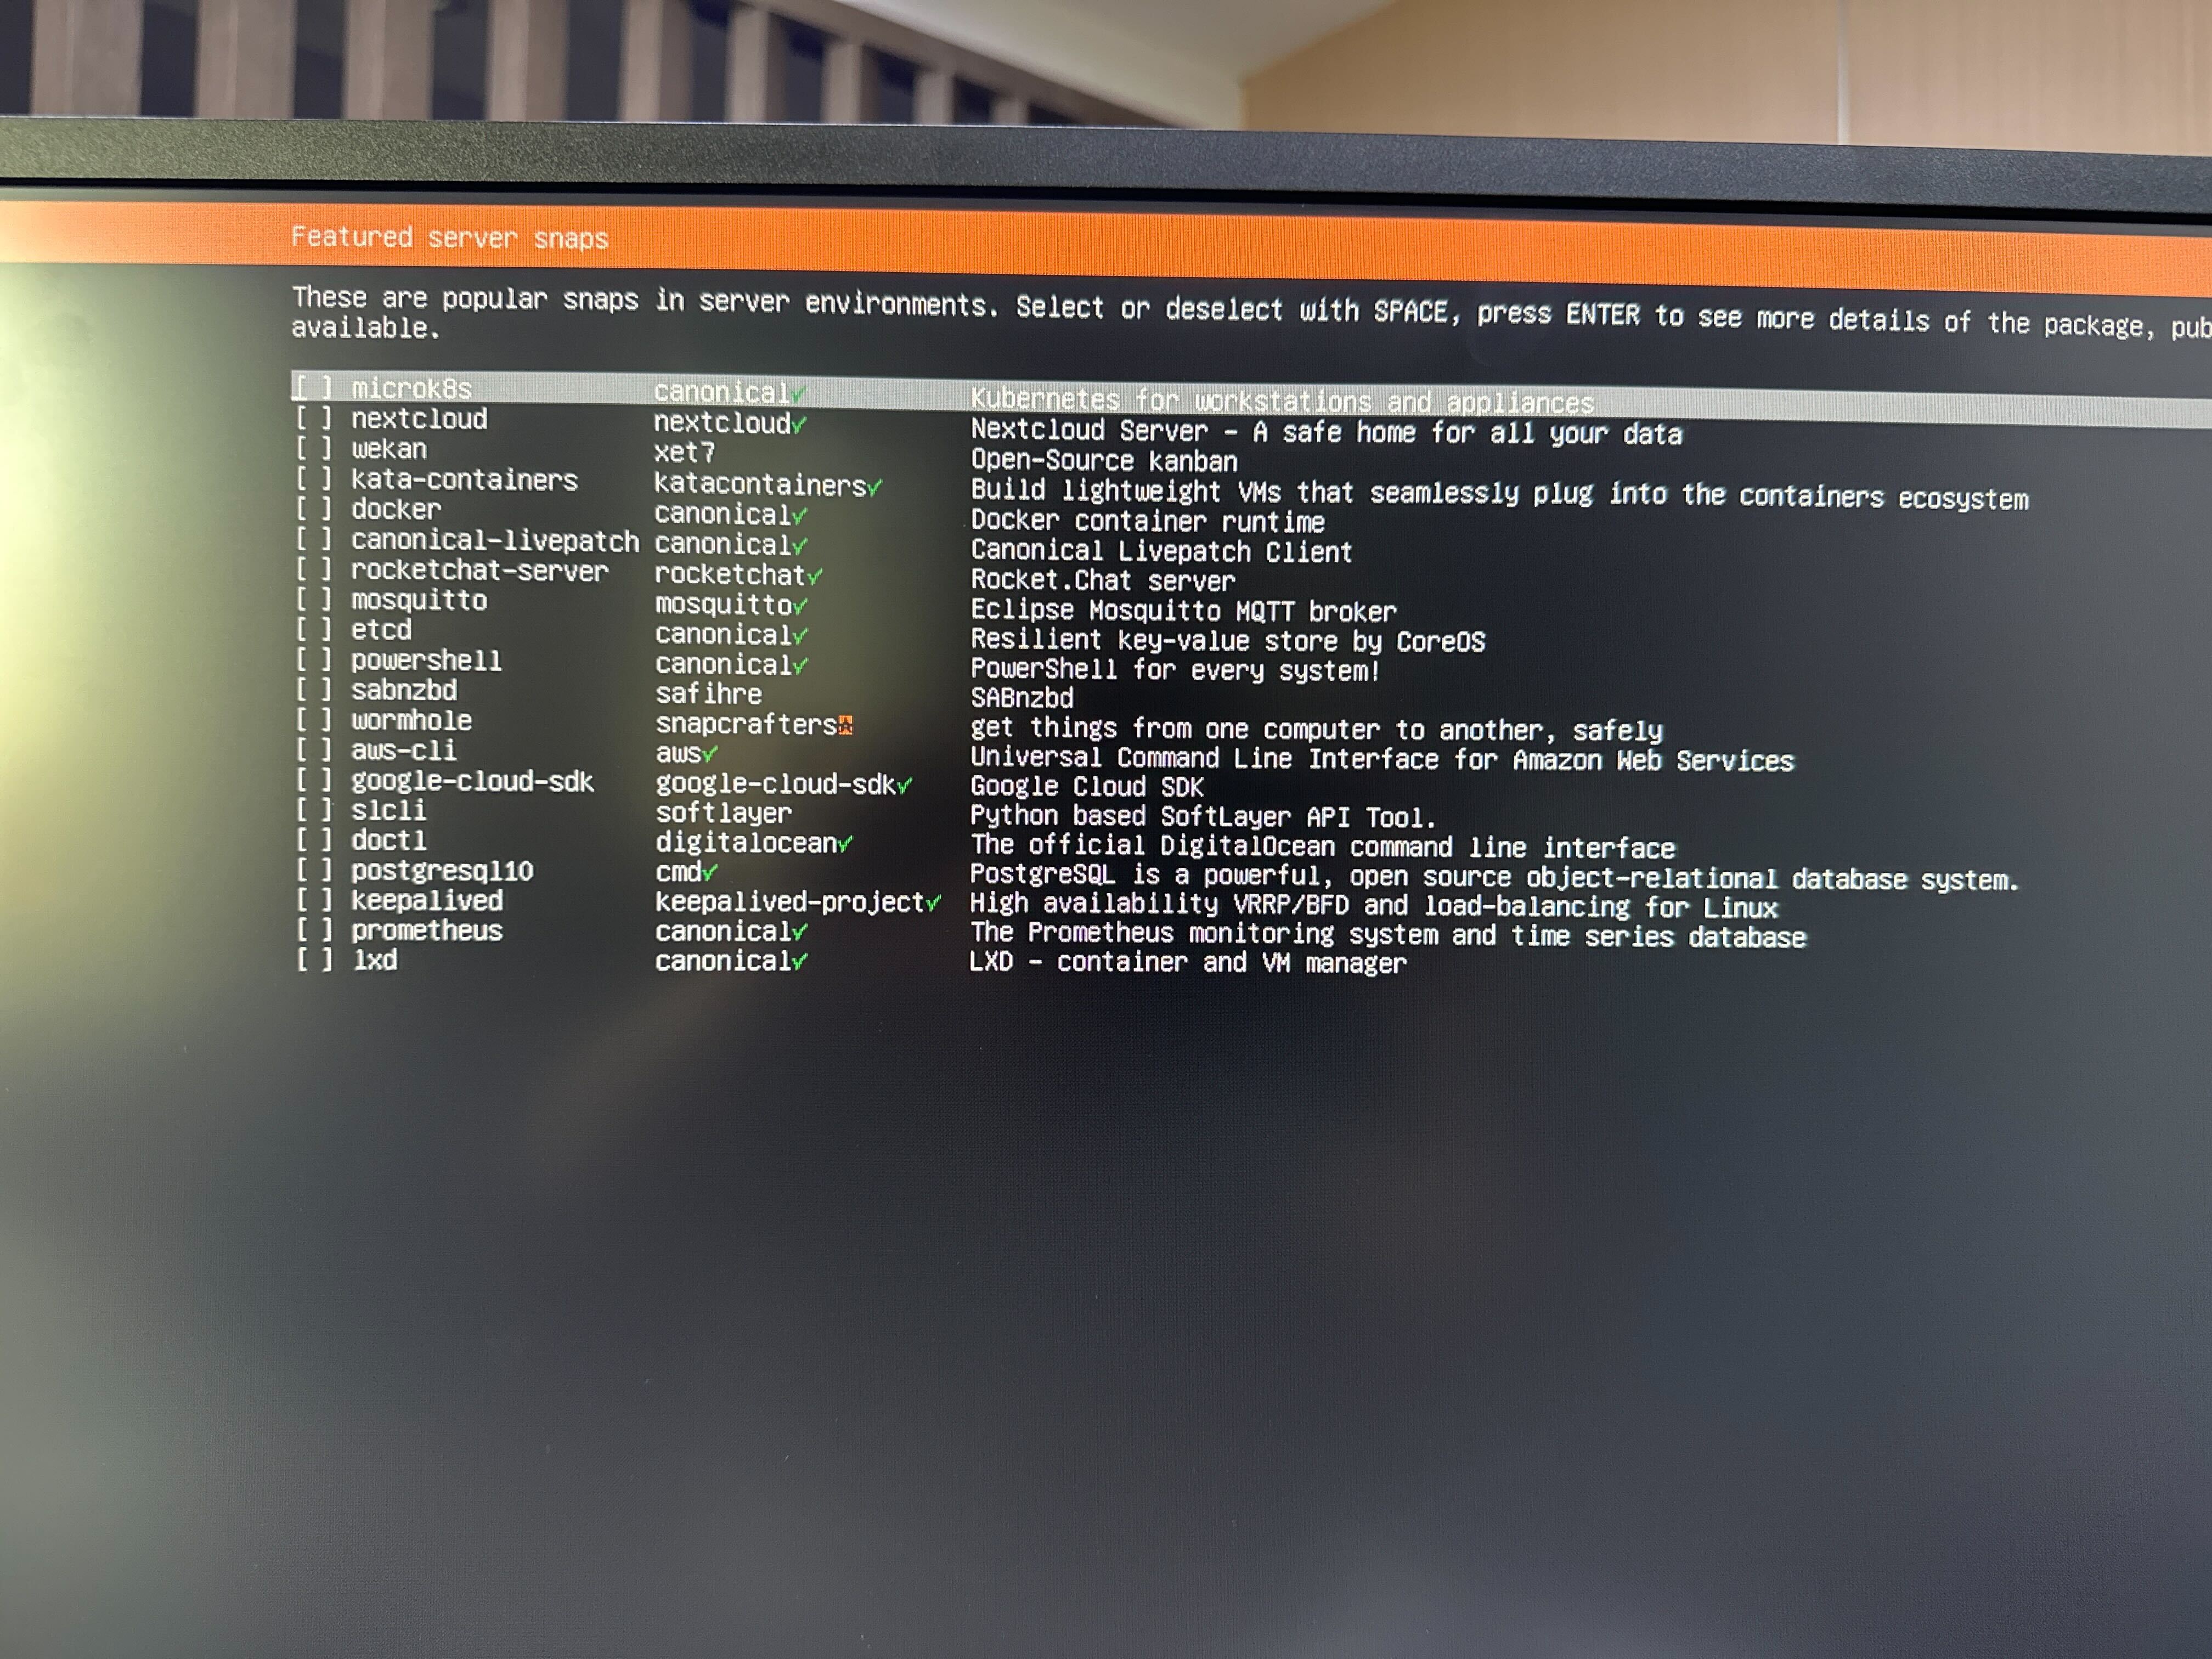 Featured server snaps
These are popular snaps in server environments. Select or deselect with SPACE, press ENTER to see more details of the package, pub
available.
[ ] microk8s canonical✓ Kubernetes for workstations and appliances
[ ] nextcloud nextcloud✓ Nextcloud Server - A safe home for all your data
[ ] wekan xet7 Open-Source kanban
[ ] kata-containers katacontainers✓ Build lightweight VMs that seamlessly plug into the containers ecosystem
[ ] docker canonical✓ Docker container runtime
[ ] canonical-livepatch canonical✓ Canonical Livepatch Client
[ ] rocketchat-server rocketchat✓ Rocket.Chat server
[ ] mosquitto mosquitto✓ Eclipse Mosquitto MQTT broker
[ ] etcd canonical✓ Resilient key-value store by CoreOS
[ ] powershell canonical✓ PowerShell for every system!
[ ] sabnzbd safihre SABnzbd
[ ] wormhole snapcrafters get things from one computer to another, safely
[ ] aws-cli aws✓ Universal Command Line Interface for Amazon Web Services
[ ] google-cloud-sdk google-cloud-sdk✓ Google Cloud SDK
[ ] slcli softlayer Python based SoftLayer API Tool.
[ ] doctl digitalocean✓ The official DigitalOcean command line interface
[ ] postgresql10 cmd✓ PostgreSQL is a powerful, open source object-relational database system.
[ ] keepalived keepalived-project✓ High availability VRRP/BFD and load-balancing for Linux
[ ] prometheus canonical✓ The Prometheus monitoring system and time series database
[ ] lxd canonical✓ LXD - container and VM manager